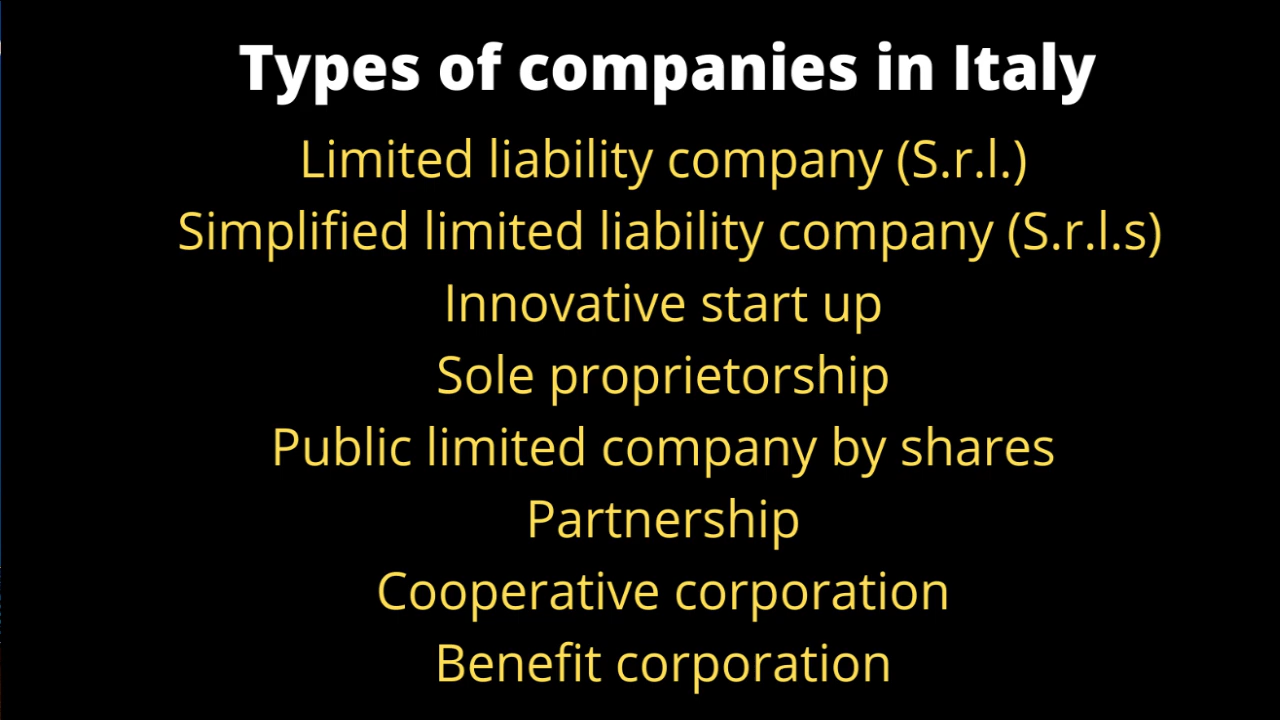 Types of companies in Italy
Limited liability company (S.r.l.)
Simplified limited liability company (S.r.l.s)
Innovative start up
Sole proprietorship
Public limited company by shares
Partnership
Cooperative corporation
Benefit corporation